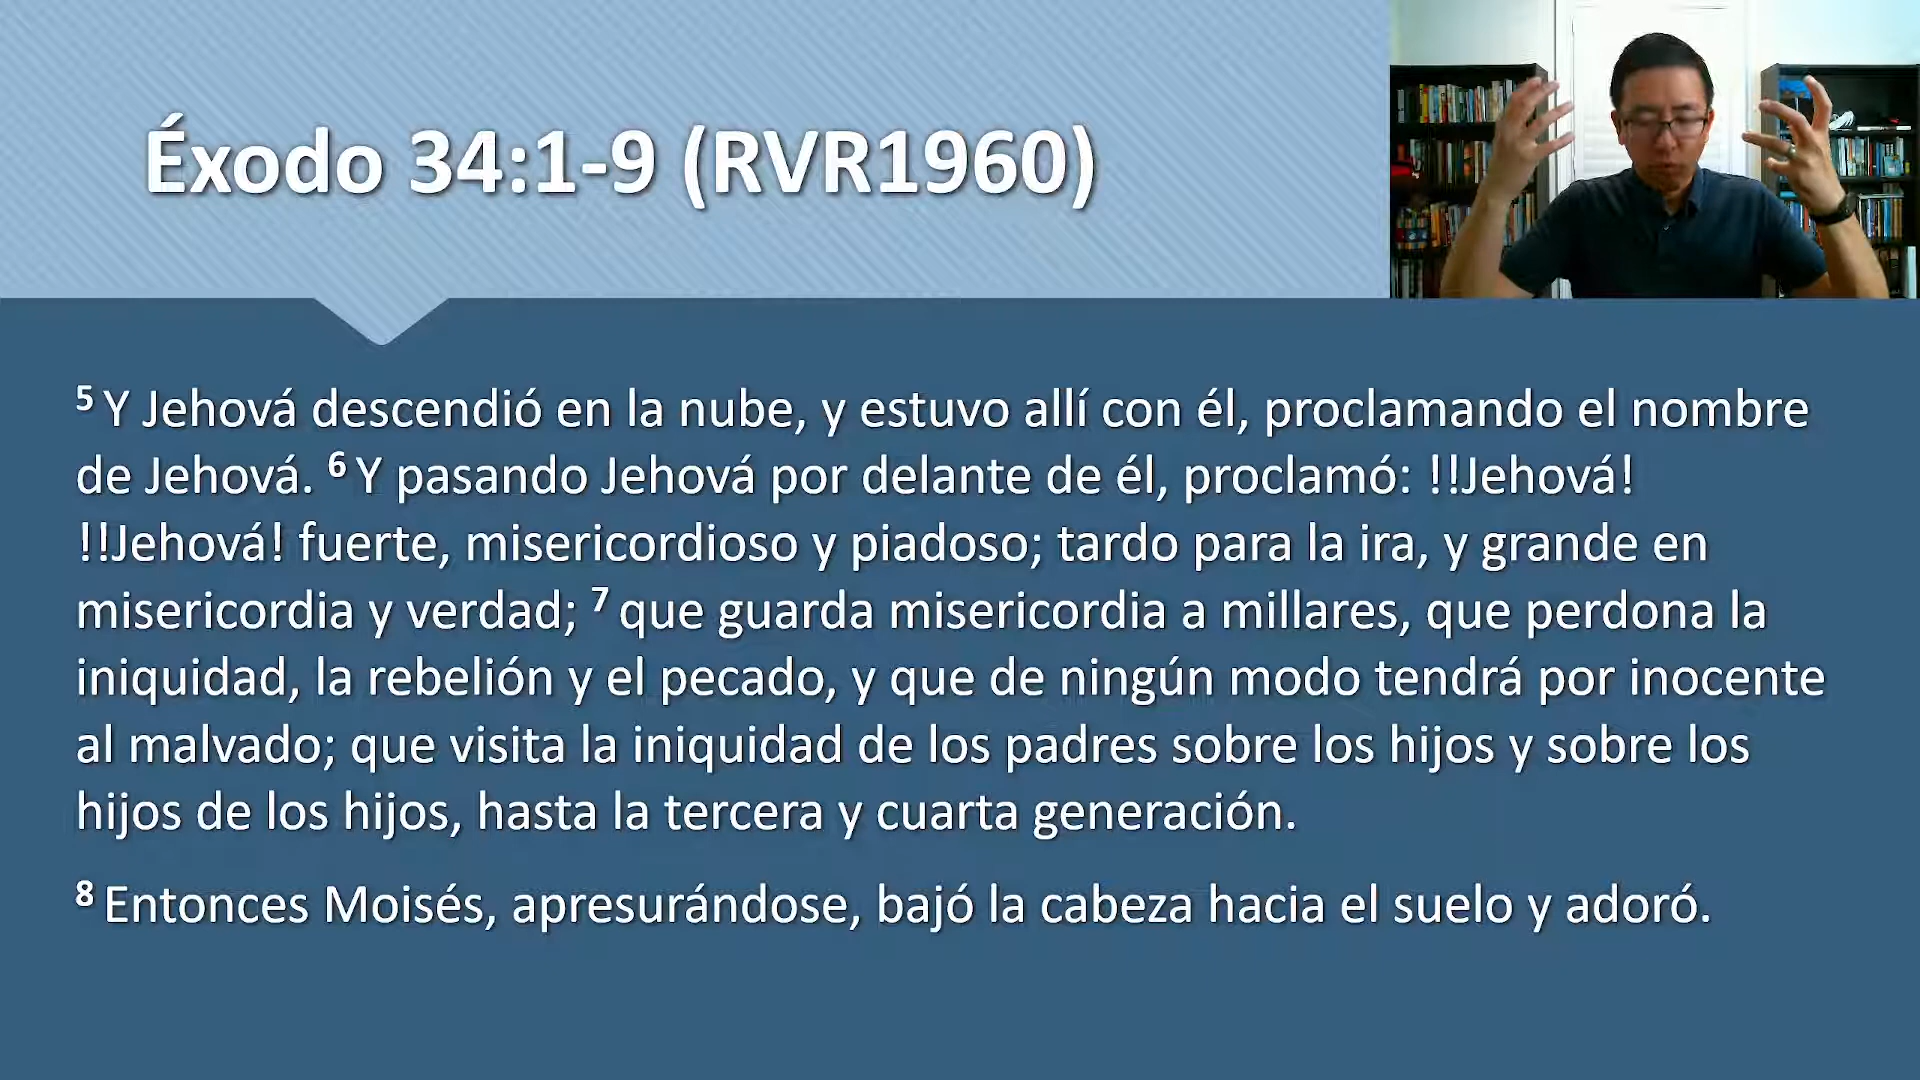 Éxodo 34:1-9 (RVR1960)
5 Y Jehová descendió en la nube, y estuvo allí con él, proclamando el nombre
de Jehová. 6 Y pasando Jehová por delante de él, proclamó: !!Jehová!
!!Jehová! fuerte, misericordioso y piadoso; tardo para la ira, y grande en
misericordia y verdad; 7 que guarda misericordia a millares, que perdona la
iniquidad, la rebelión y el pecado, y que de ningún modo tendrá por inocente
al malvado; que visita la iniquidad de los padres sobre los hijos y sobre los
hijos de los hijos, hasta la tercera y cuarta generación.
8 Entonces Moisés, apresurándose, bajó la cabeza hacia el suelo y adoró.